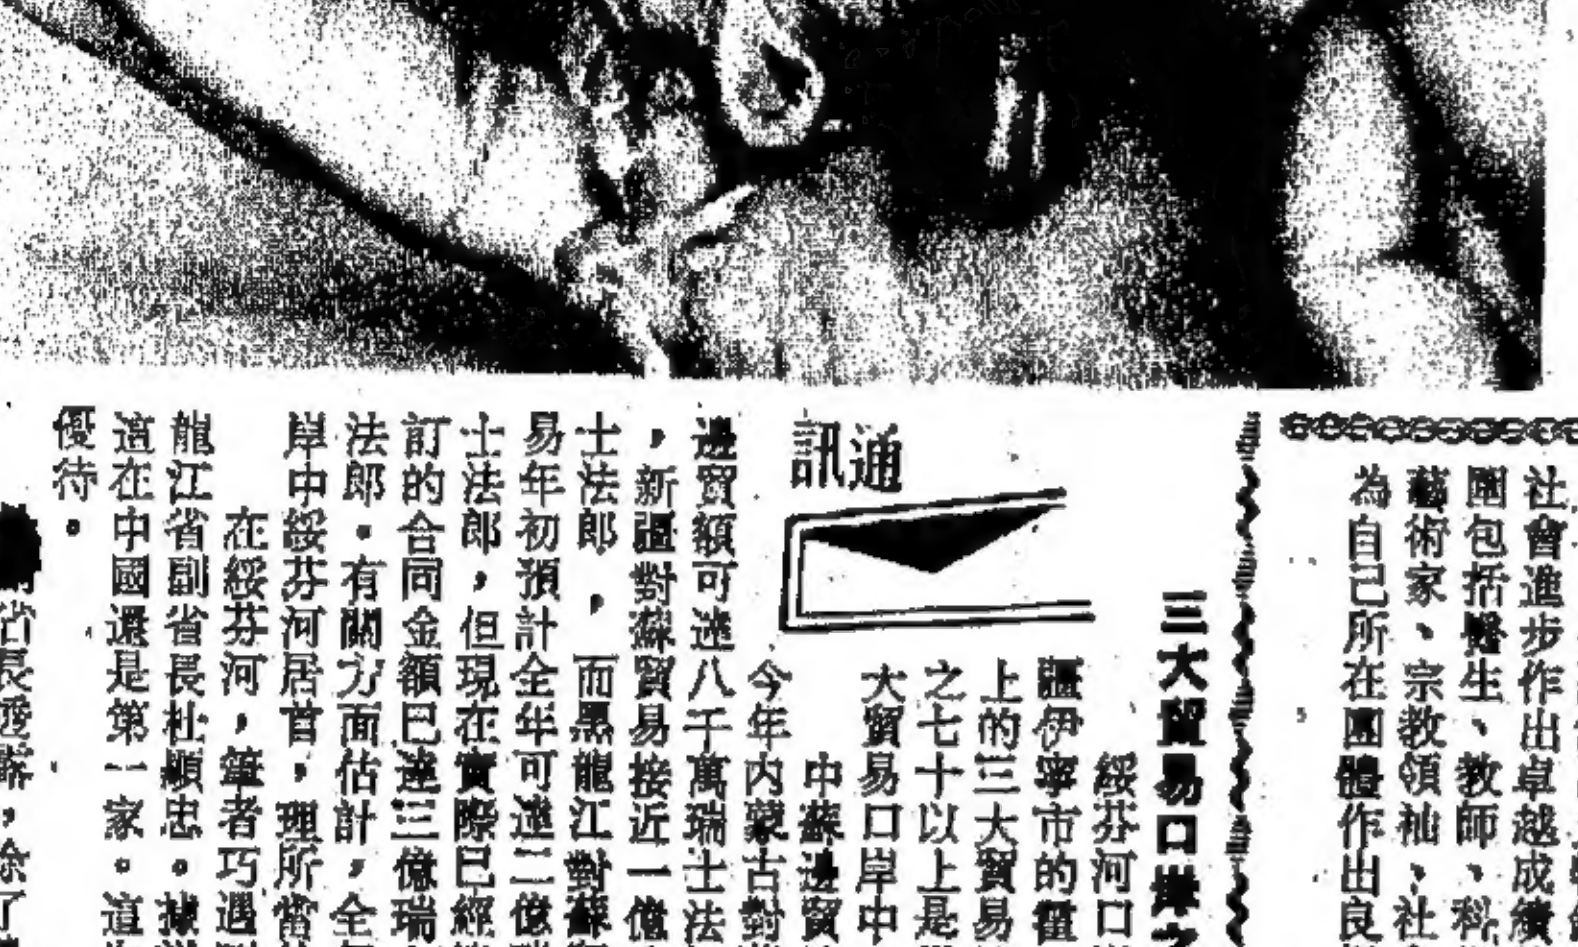 社會進步作出卓越成績
團包括醫生、教師、科
藝術家、宗教領袖、社
為自己所在團體作出良
三大貿易口岸之
通訊
綏芬河口
疆伊寧市的霍
上的三大貿易
之七十以上是
大貿易口岸中
中蘇邊貿
今年內蒙古對
邊貿額可達八千萬瑞士法
，新疆對蘇貿易接近一億
士法郎，而黑龍江對蘇
易年初預計全年可達二億
士法郎，但現在實際已經
訂的合同金額已達三億瑞
法郎。有關方面估計，全
岸中綏芬河居首，理所當
在綏芬河，筆者巧遇
龍江省副省長杜顯忠。據
這在中國還是第一家。這
優待。